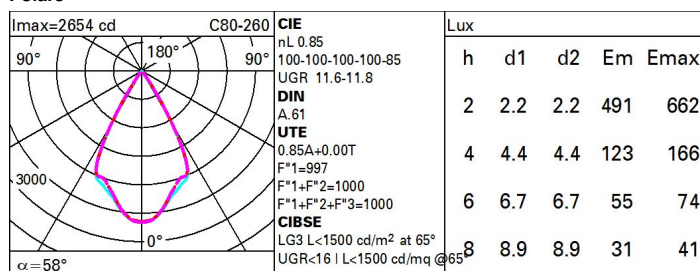 Imax=2654 cd C80-260
90° 180° 90°
3000
0°
α=58°
CIE
nL 0.85
100-100-100-100-85
UGR 11.6-11.8
DIN
A.61
UTE
0.85A+0.00T
F"1=997
F"1+F"2=1000
F"1+F"2+F"3=1000
CIBSE
LG3 L<1500 cd/m² at 65°
UGR<16 | L<1500 cd/mq @65°
Lux
h d1 d2 Em Emax
2 2.2 2.2 491 662
4 4.4 4.4 123 166
6 6.7 6.7 55 74
8 8.9 8.9 31 41